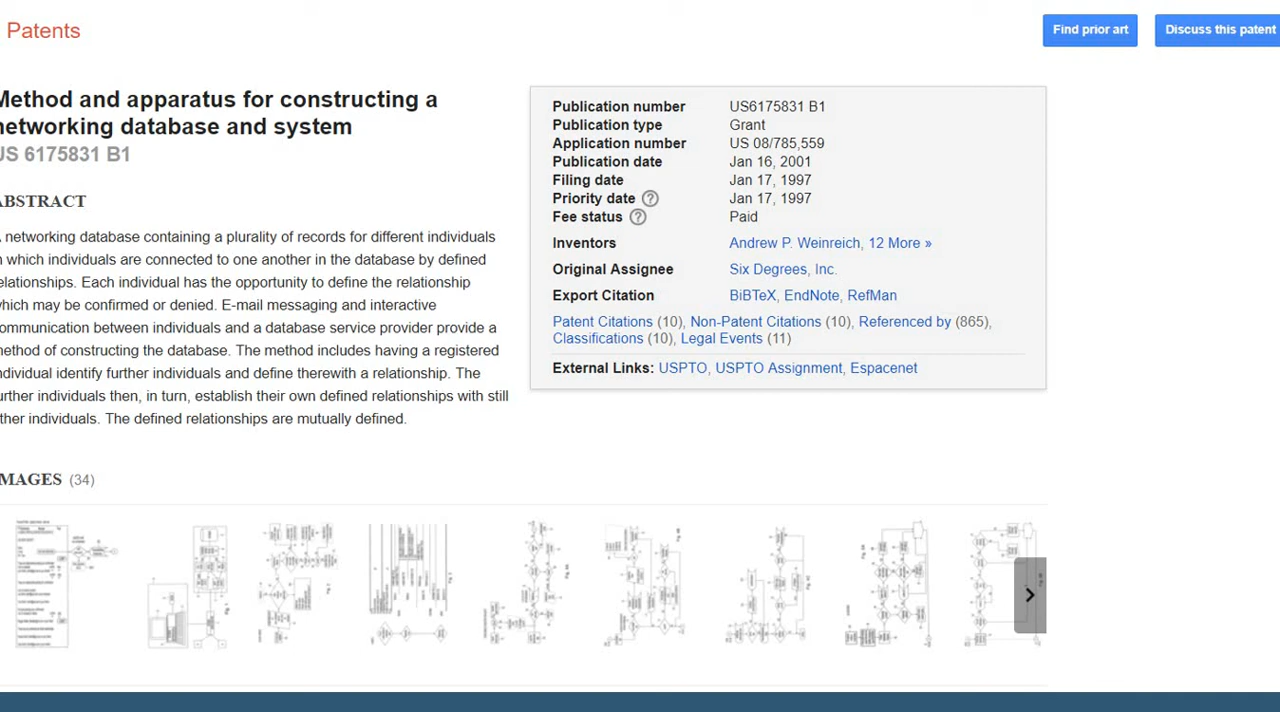 Patents
Find prior art
Discuss this patent
Method and apparatus for constructing a
networking database and system
US 6175831 B1
ABSTRACT
networking database containing a plurality of records for different individuals
in which individuals are connected to one another in the database by defined
relationships. Each individual has the opportunity to define the relationship
which may be confirmed or denied. E-mail messaging and interactive
communication between individuals and a database service provider provide a
method of constructing the database. The method includes having a registered
individual identify further individuals and define therewith a relationship. The
further individuals then, in turn, establish their own defined relationships with still
other individuals. The defined relationships are mutually defined.
Publication number US6175831 B1
Publication type Grant
Application number US 08/785,559
Publication date Jan 16, 2001
Filing date Jan 17, 1997
Priority date ? Jan 17, 1997
Fee status ? Paid
Inventors Andrew P. Weinreich, 12 More »
Original Assignee Six Degrees, Inc.
Export Citation BiBTeX, EndNote, RefMan
Patent Citations (10), Non-Patent Citations (10), Referenced by (865),
Classifications (10), Legal Events (11)
External Links: USPTO, USPTO Assignment, Espacenet
IMAGES (34)